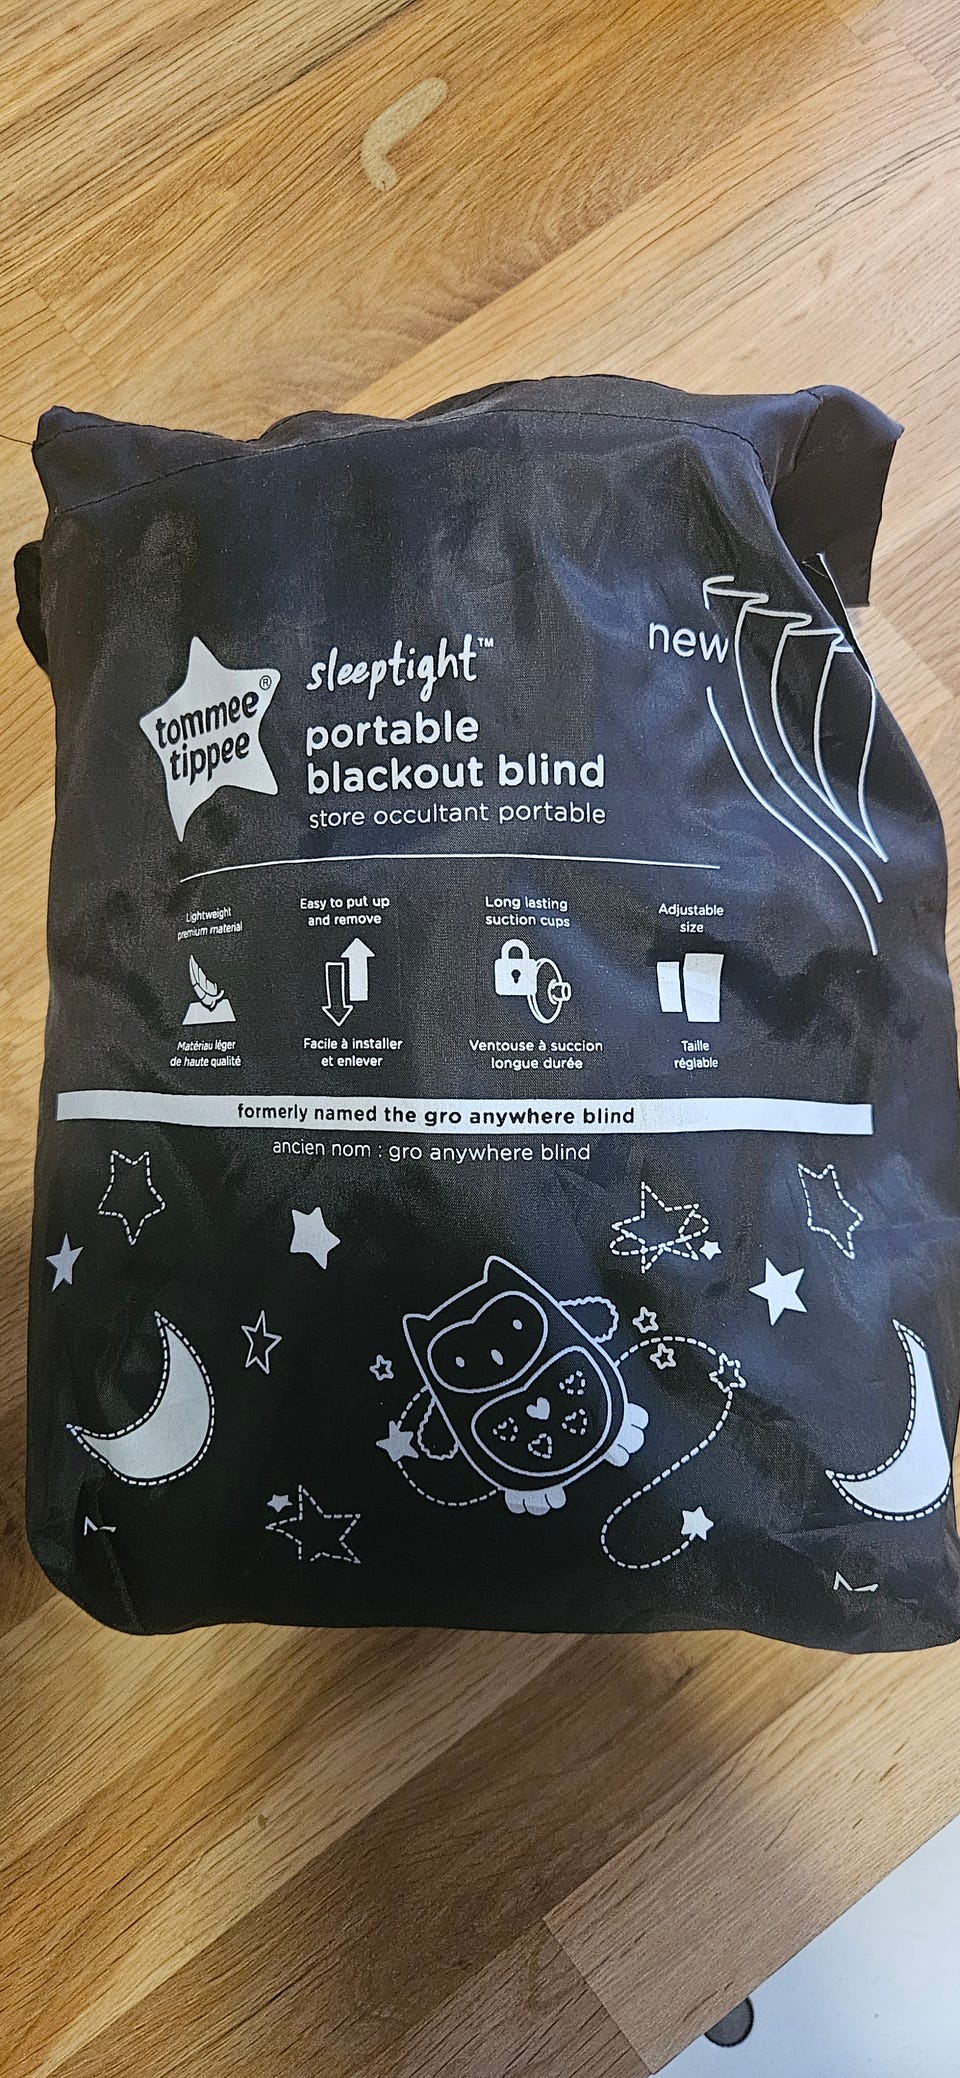 new
tommee®
tippee
sleeptight™
portable
blackout blind
store occultant portable
Lightweight
premium material
Matériau léger
de haute qualité
Easy to put up
and remove
Facile à installer
et enlever
Long lasting
suction cups
Ventouse à succion
longue durée
Adjustable
size
Taille
réglable
formerly named the gro anywhere blind
ancien nom : gro anywhere blind